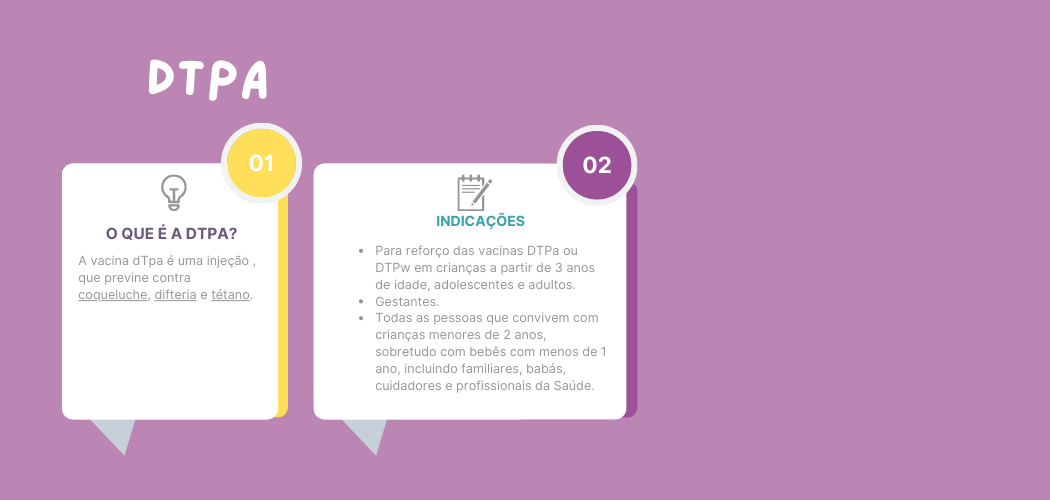 DTPA
01
O QUE É A DTPA?
A vacina dTpa é uma injeção ,
que previne contra
coqueluche, difteria e tétano.
02
INDICAÇÕES
• Para reforço das vacinas DTPa ou
DTPw em crianças a partir de 3 anos
de idade, adolescentes e adultos.
• Gestantes.
• Todas as pessoas que convivem com
crianças menores de 2 anos,
sobretudo com bebês com menos de 1
ano, incluindo familiares, babás,
cuidadores e profissionais da Saúde.